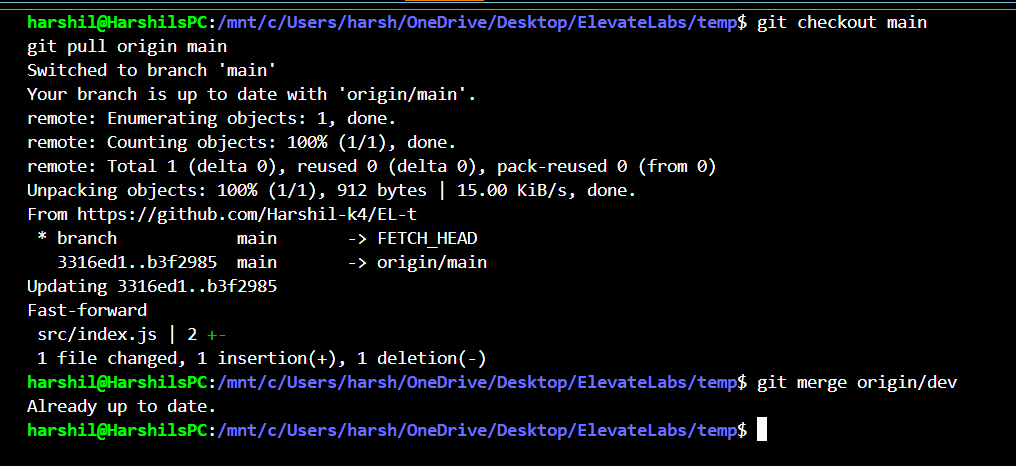 harshil@HarshilsPC:/mnt/c/Users/harsh/OneDrive/Desktop/ElevateLabs/temp$ git checkout main
git pull origin main
Switched to branch 'main'
Your branch is up to date with 'origin/main'.
remote: Enumerating objects: 1, done.
remote: Counting objects: 100% (1/1), done.
remote: Total 1 (delta 0), reused 0 (delta 0), pack-reused 0 (from 0)
Unpacking objects: 100% (1/1), 912 bytes | 15.00 KiB/s, done.
From https://github.com/Harshil-k4/EL-t
 * branch            main       -> FETCH_HEAD
   3316ed1..b3f2985  main       -> origin/main
Updating 3316ed1..b3f2985
Fast-forward
 src/index.js | 2 +-
 1 file changed, 1 insertion(+), 1 deletion(-)
harshil@HarshilsPC:/mnt/c/Users/harsh/OneDrive/Desktop/ElevateLabs/temp$ git merge origin/dev
Already up to date.
harshil@HarshilsPC:/mnt/c/Users/harsh/OneDrive/Desktop/ElevateLabs/temp$